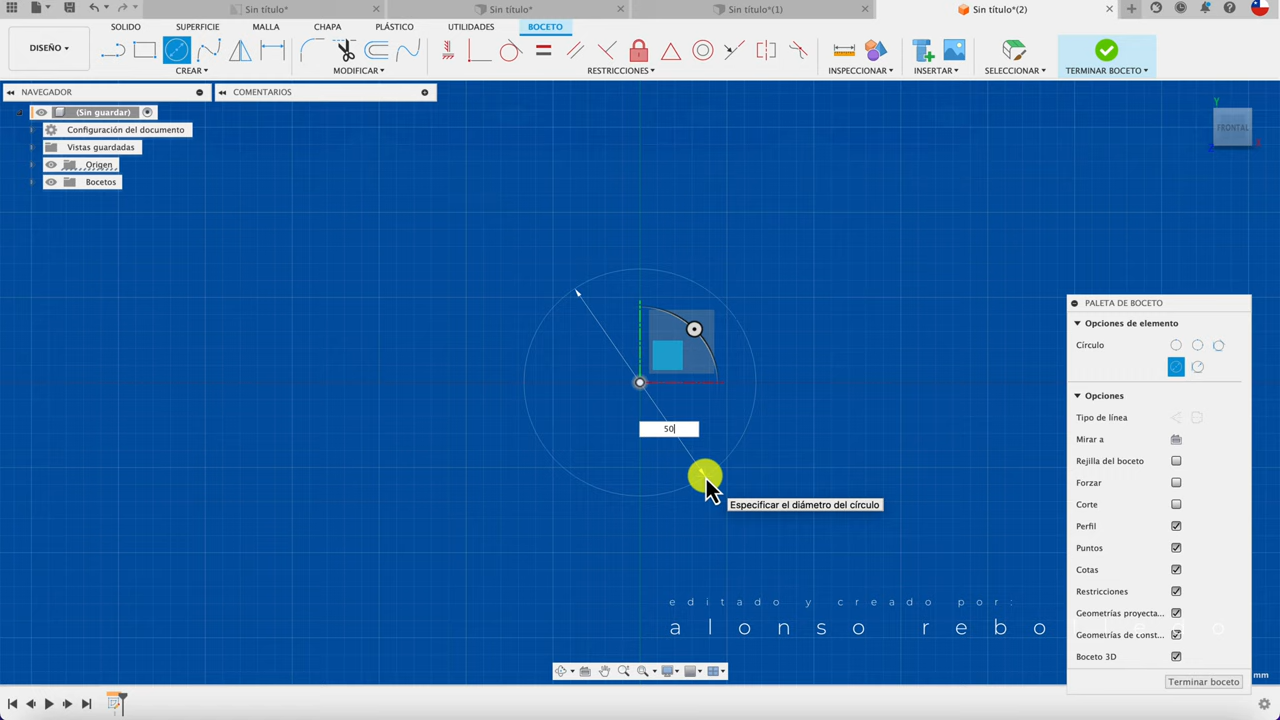 Sin título*
Sin título*
Sin título*(1)
Sin título*(2)
DISEÑO
SÓLIDO
SUPERFICIE
MALLA
CHAPA
PLÁSTICO
UTILIDADES
BOCETO
CREAR
MODIFICAR
RESTRICCIONES
INSPECCIONAR
INSERTAR
SELECCIONAR
TERMINAR BOCETO
NAVEGADOR
COMENTARIOS
(Sin guardar)
Configuración del documento
Vistas guardadas
Origen
Bocetos
Y
FRONTAL
50
Especificar el diámetro del círculo
PALETA DE BOCETO
Opciones de elemento
Círculo
Opciones
Tipo de línea
Mirar a
Rejilla del boceto
Forzar
Corte
Perfil
Puntos
Cotas
Restricciones
Geometrías proyecta...
Geometrías de const...
Boceto 3D
Terminar boceto
editado y creado por:
alonso
mm